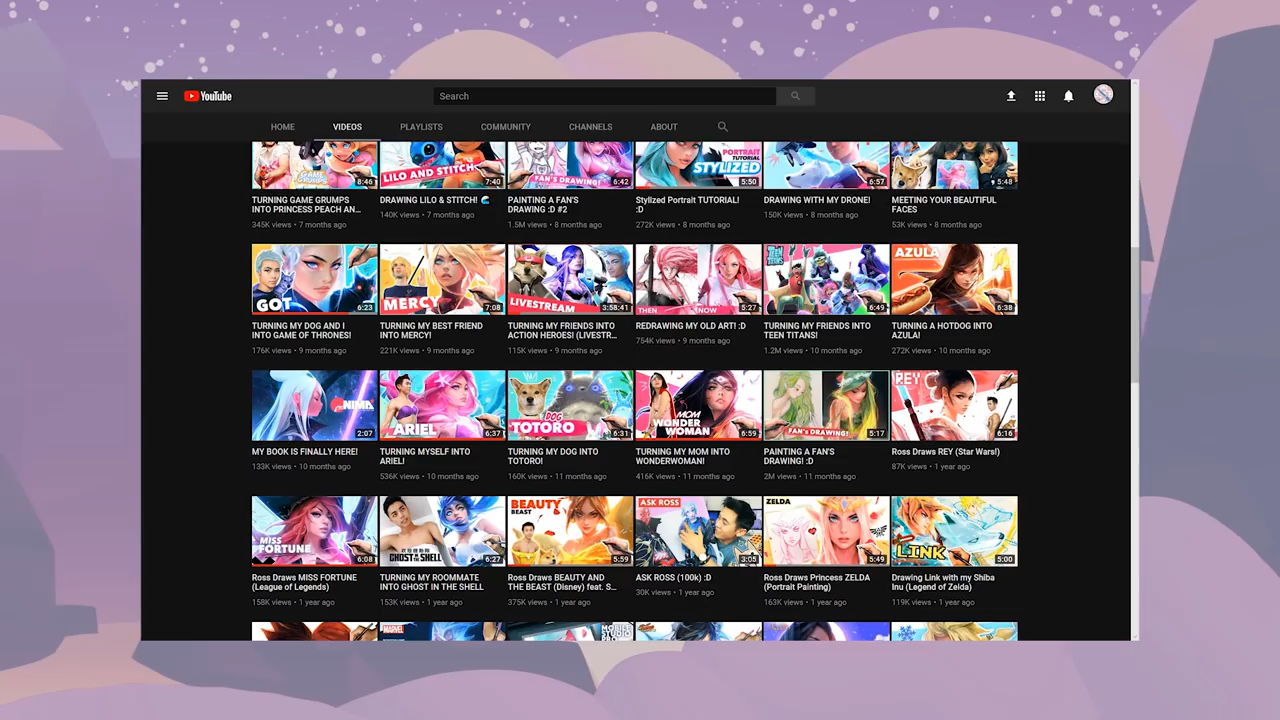 YouTube
Search
HOME VIDEOS PLAYLISTS COMMUNITY CHANNELS ABOUT
GAME GRUMPS 8:46 LILO AND STITCH! 7:40 FAN'S DRAWING! 6:42 PORTRAIT TUTORIAL STYLIZED 5:50 6:57 5:48
TURNING GAME GRUMPS INTO PRINCESS PEACH AN...
345K views • 7 months ago
DRAWING LILO & STITCH! 🌊
140K views • 7 months ago
PAINTING A FAN'S DRAWING :D #2
1.5M views • 8 months ago
Stylized Portrait TUTORIAL! :D
272K views • 8 months ago
DRAWING WITH MY DRONE!
150K views • 8 months ago
MEETING YOUR BEAUTIFUL FACES
53K views • 8 months ago
GOT 6:23 MERCY 7:08 LIVESTREAM 3:58:41 THEN NOW 5:27 TEEN TITANS 6:49 AZULA 6:38
TURNING MY DOG AND I INTO GAME OF THRONES!
176K views • 9 months ago
TURNING MY BEST FRIEND INTO MERCY!
221K views • 9 months ago
TURNING MY FRIENDS INTO ACTION HEROES! (LIVESTR...
115K views • 9 months ago
REDRAWING MY OLD ART! :D
754K views • 9 months ago
TURNING MY FRIENDS INTO TEEN TITANS!
1.2M views • 10 months ago
TURNING A HOTDOG INTO AZULA!
272K views • 10 months ago
NIMA 2:07 ARIEL 6:37 DOG TOTORO 6:31 MOM WONDER WOMAN 6:59 FAN'S DRAWING! 5:17 REY 6:16
MY BOOK IS FINALLY HERE!
133K views • 10 months ago
TURNING MYSELF INTO ARIEL!
536K views • 10 months ago
TURNING MY DOG INTO TOTORO!
160K views • 11 months ago
TURNING MY MOM INTO WONDERWOMAN!
416K views • 11 months ago
PAINTING A FAN'S DRAWING! :D
2M views • 11 months ago
Ross Draws REY (Star Wars!)
87K views • 1 year ago
MISS FORTUNE 6:08 GHOST IN THE SHELL 6:27 BEAUTY BEAST 5:59 ASK ROSS 3:05 ZELDA 5:49 LINK 5:00
Ross Draws MISS FORTUNE (League of Legends)
158K views • 1 year ago
TURNING MY ROOMMATE INTO GHOST IN THE SHELL
153K views • 1 year ago
Ross Draws BEAUTY AND THE BEAST (Disney) feat. S...
375K views • 1 year ago
ASK ROSS (100k) :D
30K views • 1 year ago
Ross Draws Princess ZELDA (Portrait Painting)
163K views • 1 year ago
Drawing Link with my Shiba Inu (Legend of Zelda)
119K views • 1 year ago
MARVEL MOBILE STUDIO PRO